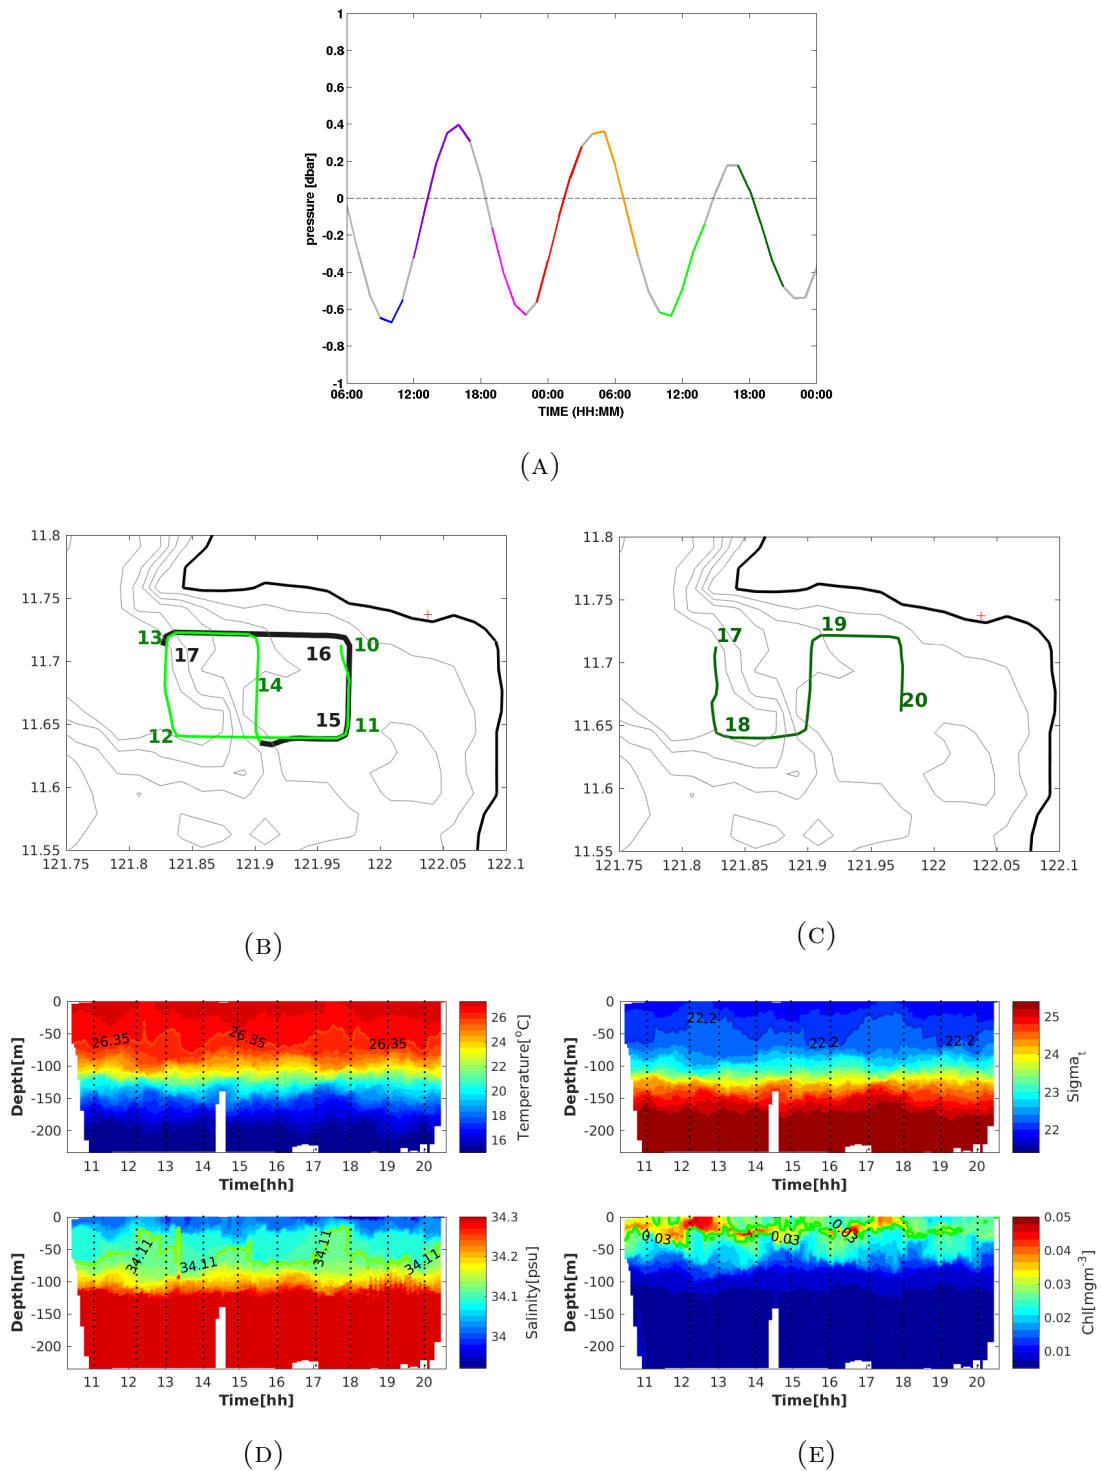 1
0.8
0.6
0.4
0.2
0
-0.2
-0.4
-0.6
-0.8
-1
pressure [dbar]
06:00 12:00 18:00 00:00 06:00 12:00 18:00 00:00
TIME (HH:MM)
(A)
11.8
11.75
11.7
11.65
11.6
11.55
121.75 121.8 121.85 121.9 121.95 122 122.05 122.1
13
17
16
10
14
15
11
12
(B)
11.8
11.75
11.7
11.65
11.6
11.55
121.75 121.8 121.85 121.9 121.95 122 122.05 122.1
17
19
20
18
(C)
0
-50
-100
-150
-200
Depth[m]
26.35 26.35 26.35
11 12 13 14 15 16 17 18 19 20
Time[hh]
26
24
22
20
18
16
Temperature[°C]
0
-50
-100
-150
-200
Depth[m]
22.2 22.2 22.2
11 12 13 14 15 16 17 18 19 20
Time[hh]
25
24
23
22
Sigmat
0
-50
-100
-150
-200
Depth[m]
34.11 34.11 34.11 34.11
11 12 13 14 15 16 17 18 19 20
Time[hh]
34.3
34.2
34.1
34
Salinity[psu]
0
-50
-100
-150
-200
Depth[m]
0.03 0.03 0.03
11 12 13 14 15 16 17 18 19 20
Time[hh]
0.05
0.04
0.03
0.02
0.01
Chl[mgm-3]
(D)
(E)